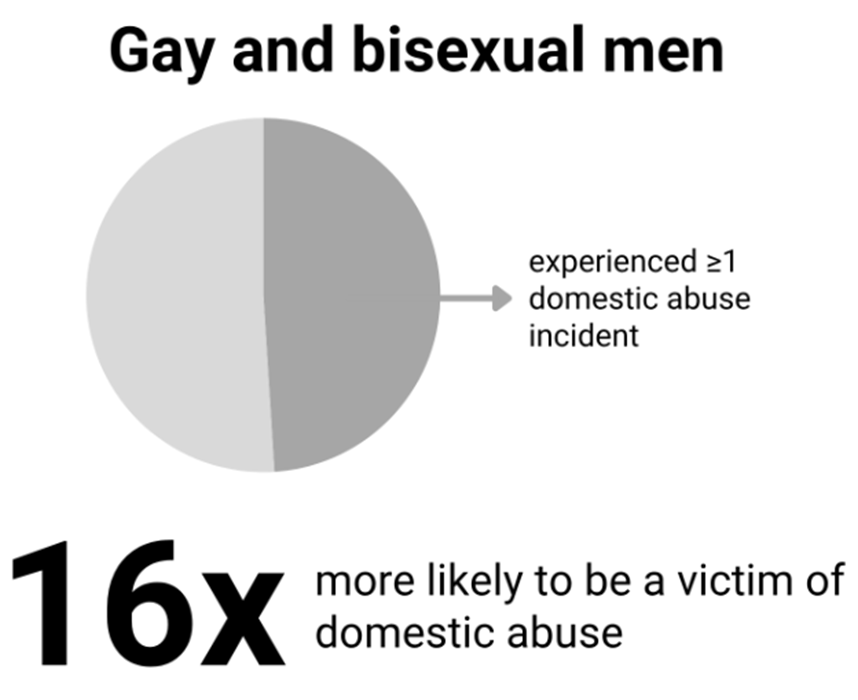 Gay and bisexual men
experienced ≥1
domestic abuse
incident
16x
more likely to be a victim of
domestic abuse